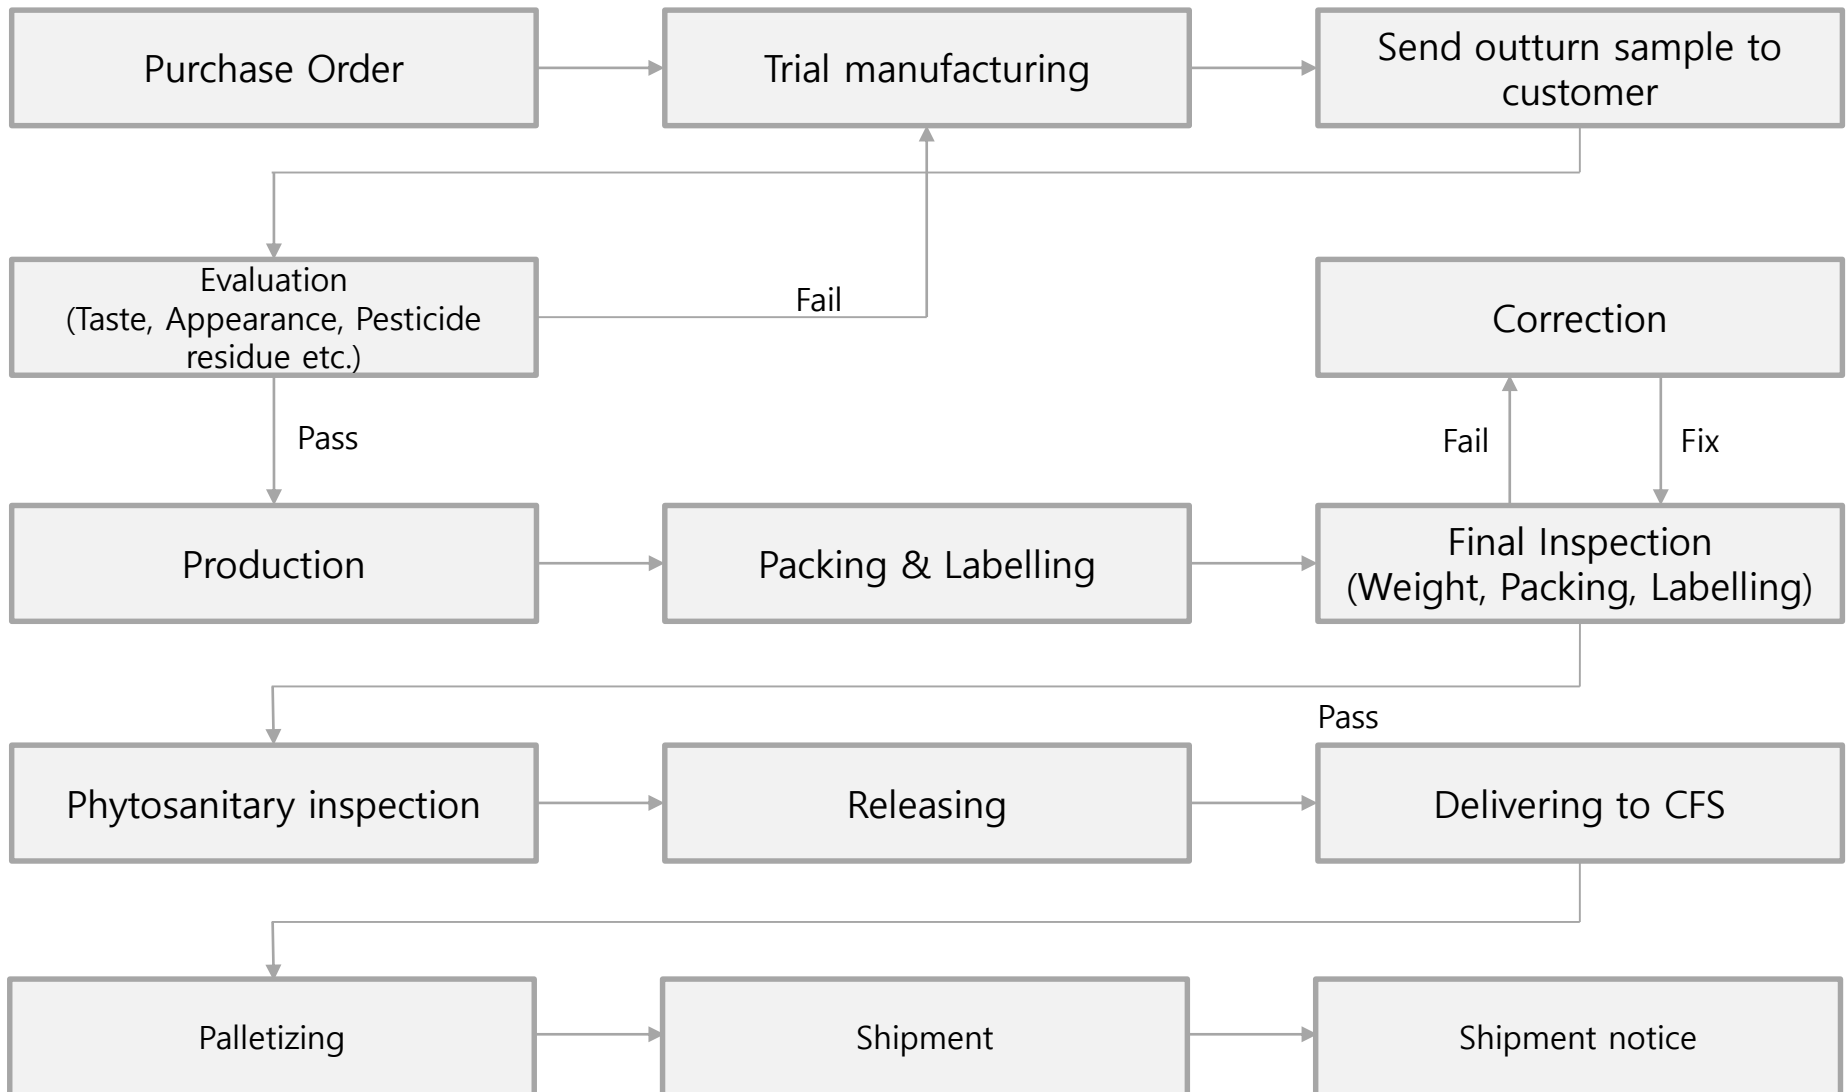 Purchase Order
Trial manufacturing
Send outturn sample to
customer
Evaluation
(Taste, Appearance, Pesticide
residue etc.)
Fail
Correction
Pass
Fail
Fix
Production
Packing & Labelling
Final Inspection
(Weight, Packing, Labelling)
Pass
Phytosanitary inspection
Releasing
Delivering to CFS
Palletizing
Shipment
Shipment notice